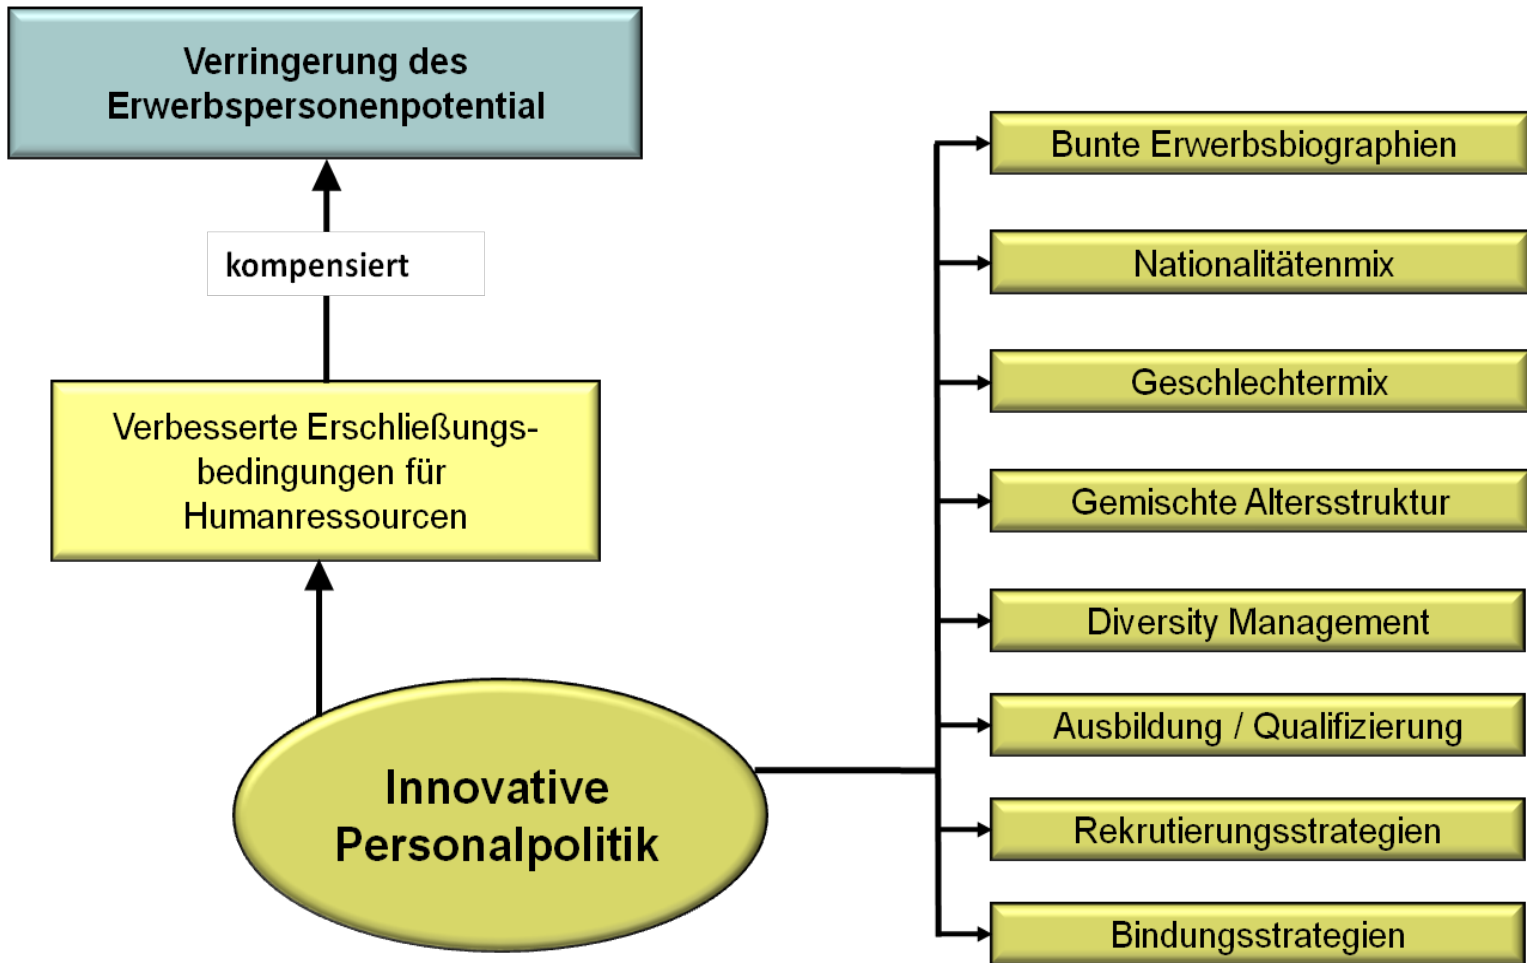 Verringerung des
Erwerbspersonenpotential
kompensiert
Verbesserte Erschließungs-
bedingungen für
Humanressourcen
Innovative
Personalpolitik
Bunte Erwerbsbiographien
Nationalitätenmix
Geschlechtermix
Gemischte Altersstruktur
Diversity Management
Ausbildung / Qualifizierung
Rekrutierungsstrategien
Bindungsstrategien